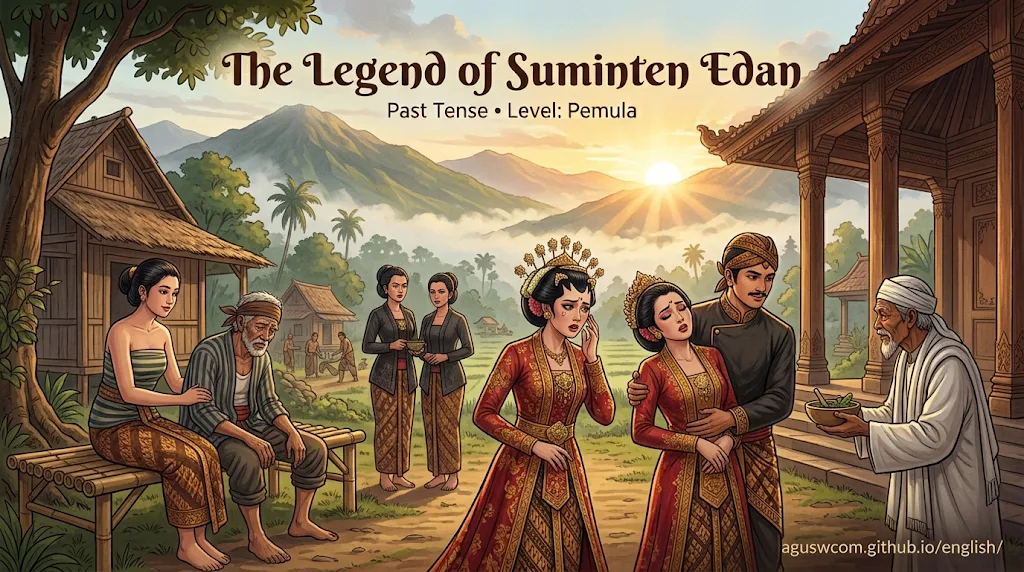 The Legend of Suminten Edan
Past Tense • Level: Pemula
aguswcom.github.io/english/